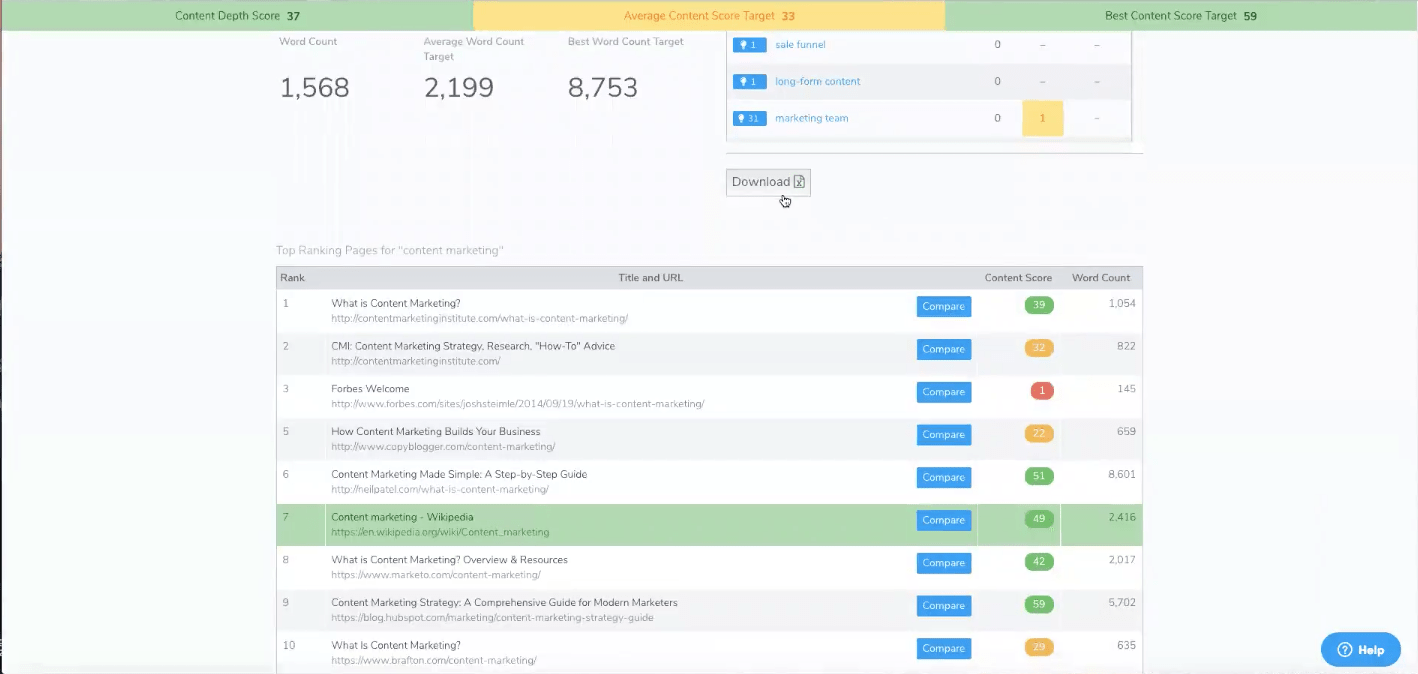 Content Depth Score 37
Average Content Score Target 33
Best Content Score Target 59
Word Count
Average Word Count
Target
Best Word Count Target
1,568
2,199
8,753
1 sale funnel 0 – –
1 long-form content 0 – –
31 marketing team 0 1 –
Download
Top Ranking Pages for "content marketing"
Rank Title and URL Content Score Word Count
1 What is Content Marketing? Compare 39 1,054
http://contentmarketinginstitute.com/what-is-content-marketing/
2 CMI: Content Marketing Strategy, Research, "How-To" Advice Compare 32 822
http://contentmarketinginstitute.com/
3 Forbes Welcome Compare 1 145
http://www.forbes.com/sites/joshsteimle/2014/09/19/what-is-content-marketing/
5 How Content Marketing Builds Your Business Compare 22 659
http://www.copyblogger.com/content-marketing/
6 Content Marketing Made Simple: A Step-by-Step Guide Compare 51 8,601
http://neilpatel.com/what-is-content-marketing/
7 Content marketing - Wikipedia Compare 49 2,416
https://en.wikipedia.org/wiki/Content_marketing
8 What is Content Marketing? Overview & Resources Compare 42 2,017
https://www.marketo.com/content-marketing/
9 Content Marketing Strategy: A Comprehensive Guide for Modern Marketers Compare 59 5,702
https://blog.hubspot.com/marketing/content-marketing-strategy-guide
10 What Is Content Marketing? Compare 29 635
https://www.brafton.com/content-marketing/
Help